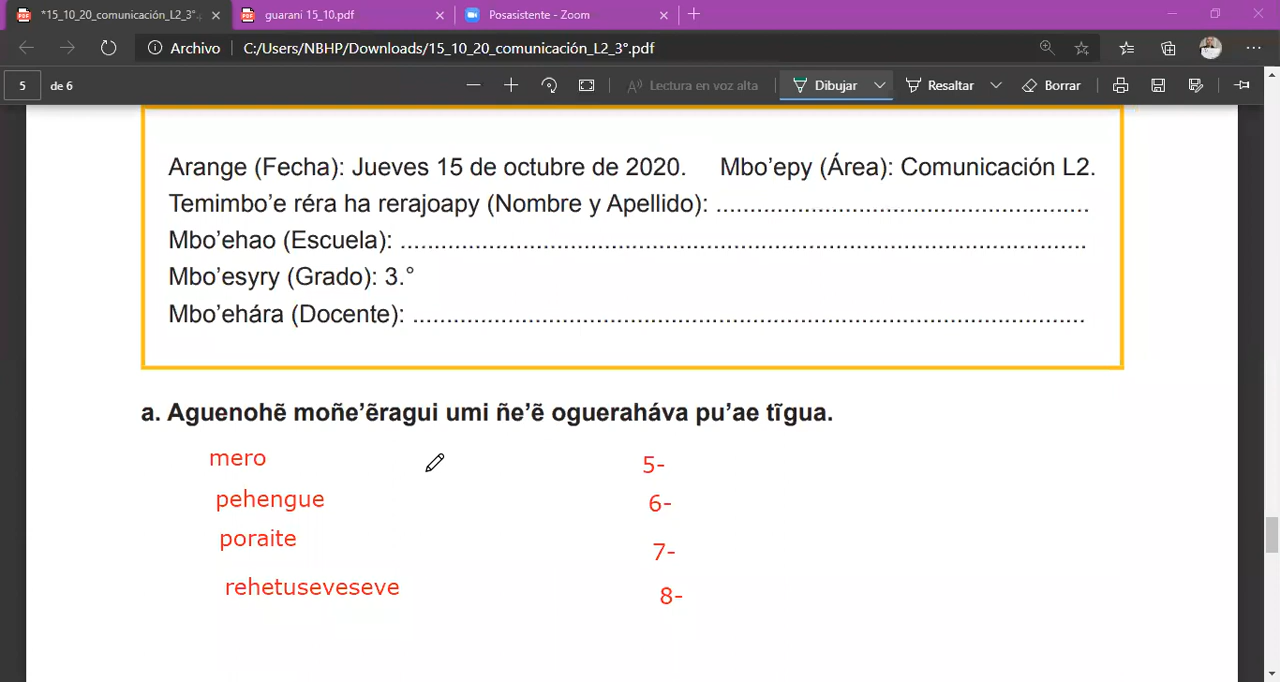 *15_10_20_comunicación_L2_3°.
guaraní 15_10.pdf
Posasistente - Zoom
Archivo
C:/Users/NBHP/Downloads/15_10_20_comunicación_L2_3°.pdf
5 de 6
Lectura en voz alta
Dibujar
Resaltar
Borrar
Arange (Fecha): Jueves 15 de octubre de 2020. Mbo’epy (Área): Comunicación L2.
Temimbo’e réra ha rerajoapy (Nombre y Apellido): ........................................................
Mbo’ehao (Escuela): .......................................................................................................
Mbo’esyry (Grado): 3.°
Mbo’ehára (Docente): .....................................................................................................
a. Aguenohẽ moñe’ẽragui umi ñe’ẽ ogueraháva pu’ae tĩgua.
mero
5-
pehengue
6-
poraite
7-
rehetuseveseve
8-